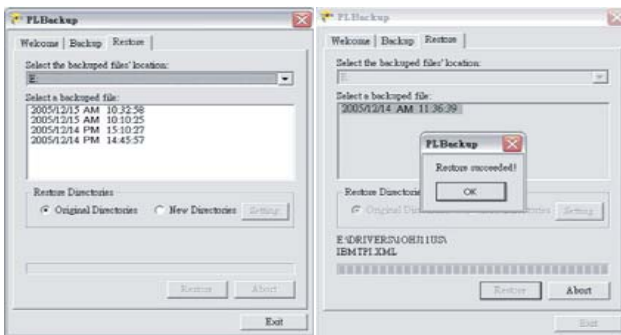 PLBackup
Welcome Backup Restore
Select the backuped files' location:
E:
Select a backuped file:
2005/12/15 AM 10:32:58
2005/12/15 AM 10:10:25
2005/12/14 PM 15:10:27
2005/12/14 PM 14:45:57
Restore Directories
Original Directories New Directories Setting
Restore Abort
Exit
PLBackup
Welcome Backup Restore
Select the backuped files' location:
E:
Select a backuped file:
2005/12/14 AM 11:36:39
PLBackup
Restore succeeded!
OK
Restore Directories
Original Directories Setting
IBMTPI.XML
Restore Abort
Exit